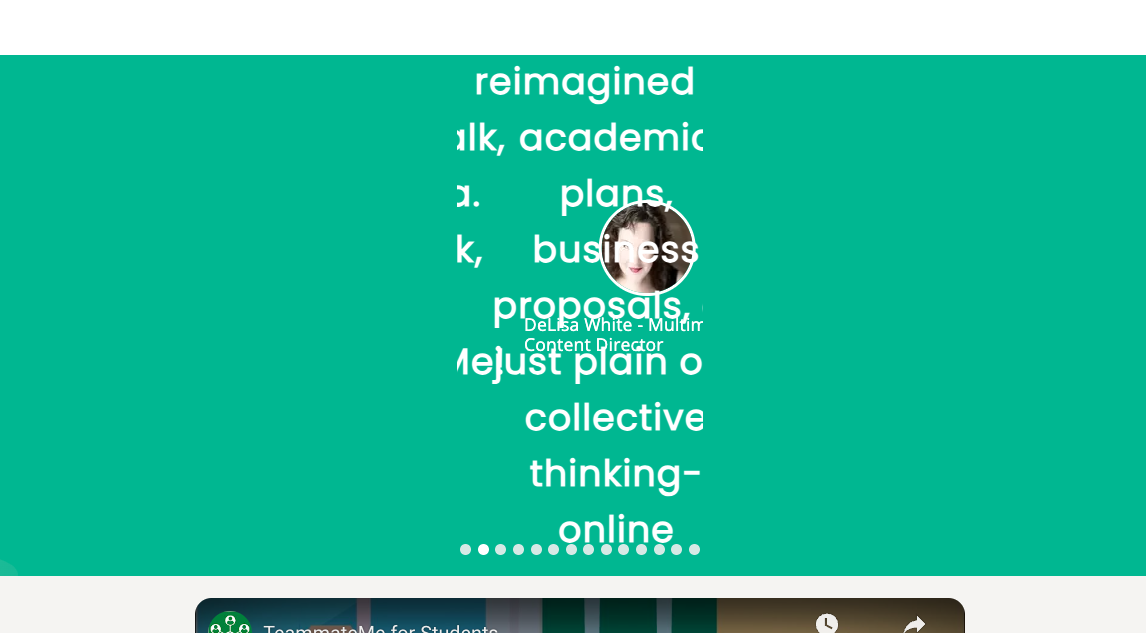 reimagined
alk, academic
a. plans,
k, business
proposals,
DeLisa White - Multim
Content Director
Me! just plain o
collective
thinking-
online
TeammateMe for Students